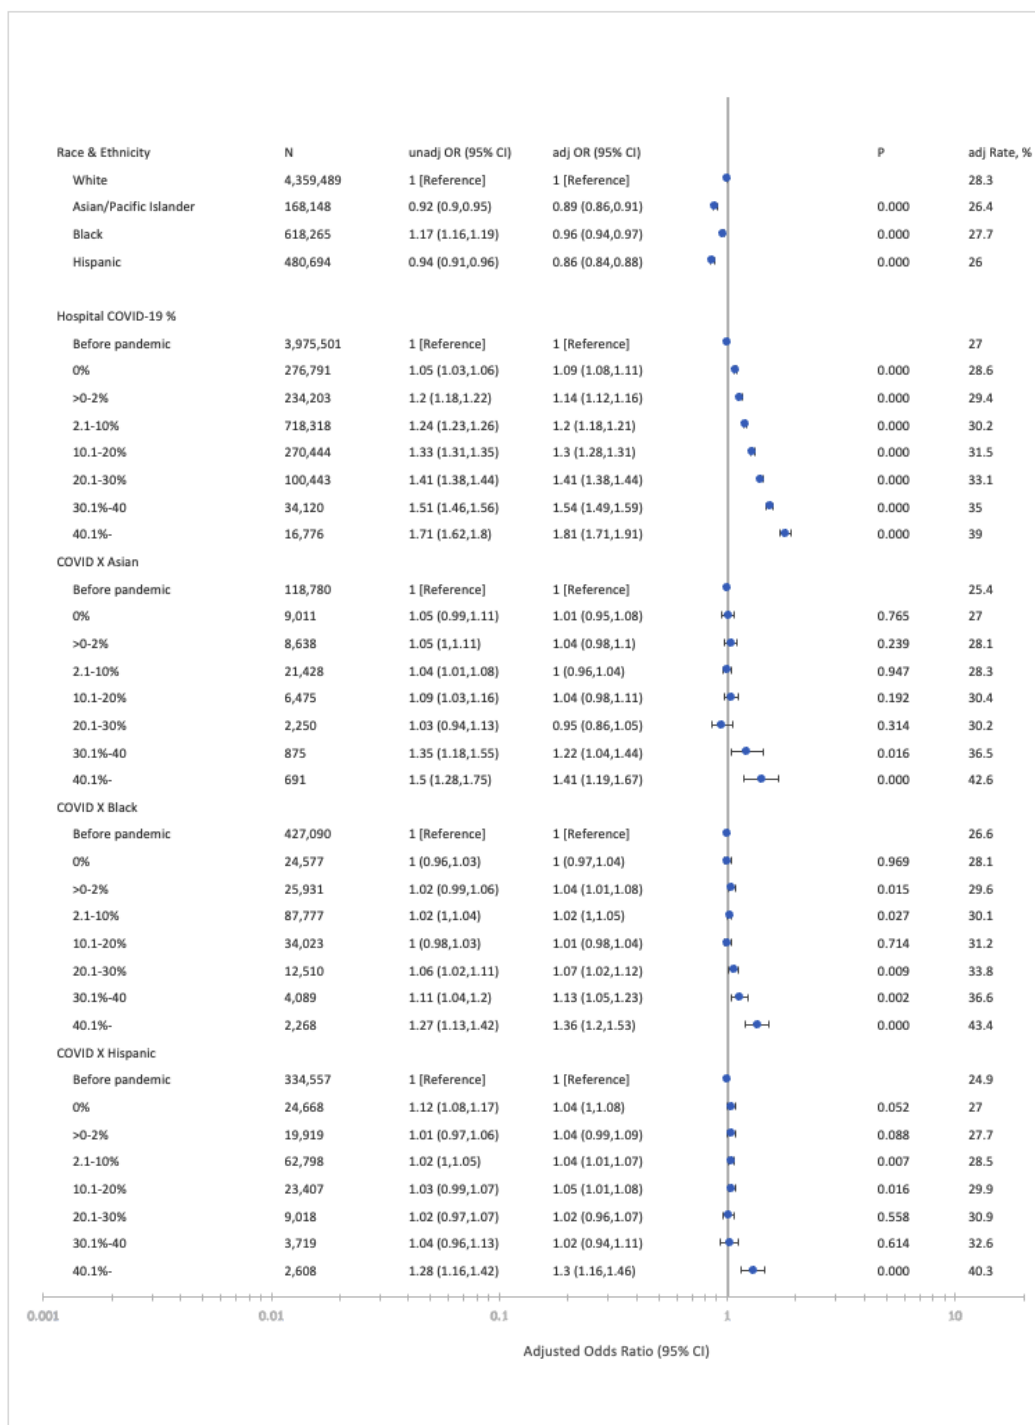 Race & Ethnicity N unadj OR (95% CI) adj OR (95% CI) P adj Rate, %
White 4,359,489 1 [Reference] 1 [Reference] 28.3
Asian/Pacific Islander 168,148 0.92 (0.9,0.95) 0.89 (0.86,0.91) 0.000 26.4
Black 618,265 1.17 (1.16,1.19) 0.96 (0.94,0.97) 0.000 27.7
Hispanic 480,694 0.94 (0.91,0.96) 0.86 (0.84,0.88) 0.000 26
Hospital COVID-19 %
Before pandemic 3,975,501 1 [Reference] 1 [Reference] 27
0% 276,791 1.05 (1.03,1.06) 1.09 (1.08,1.11) 0.000 28.6
>0-2% 234,203 1.2 (1.18,1.22) 1.14 (1.12,1.16) 0.000 29.4
2.1-10% 718,318 1.24 (1.23,1.26) 1.2 (1.18,1.21) 0.000 30.2
10.1-20% 270,444 1.33 (1.31,1.35) 1.3 (1.28,1.31) 0.000 31.5
20.1-30% 100,443 1.41 (1.38,1.44) 1.41 (1.38,1.44) 0.000 33.1
30.1%-40 34,120 1.51 (1.46,1.56) 1.54 (1.49,1.59) 0.000 35
40.1%- 16,776 1.71 (1.62,1.8) 1.81 (1.71,1.91) 0.000 39
COVID X Asian
Before pandemic 118,780 1 [Reference] 1 [Reference] 25.4
0% 9,011 1.05 (0.99,1.11) 1.01 (0.95,1.08) 0.765 27
>0-2% 8,638 1.05 (1,1.11) 1.04 (0.98,1.1) 0.239 28.1
2.1-10% 21,428 1.04 (1.01,1.08) 1 (0.96,1.04) 0.947 28.3
10.1-20% 6,475 1.09 (1.03,1.16) 1.04 (0.98,1.11) 0.192 30.4
20.1-30% 2,250 1.03 (0.94,1.13) 0.95 (0.86,1.05) 0.314 30.2
30.1%-40 875 1.35 (1.18,1.55) 1.22 (1.04,1.44) 0.016 36.5
40.1%- 691 1.5 (1.28,1.75) 1.41 (1.19,1.67) 0.000 42.6
COVID X Black
Before pandemic 427,090 1 [Reference] 1 [Reference] 26.6
0% 24,577 1 (0.96,1.03) 1 (0.97,1.04) 0.969 28.1
>0-2% 25,931 1.02 (0.99,1.06) 1.04 (1.01,1.08) 0.015 29.6
2.1-10% 87,777 1.02 (1,1.04) 1.02 (1,1.05) 0.027 30.1
10.1-20% 34,023 1 (0.98,1.03) 1.01 (0.98,1.04) 0.714 31.2
20.1-30% 12,510 1.06 (1.02,1.11) 1.07 (1.02,1.12) 0.009 33.8
30.1%-40 4,089 1.11 (1.04,1.2) 1.13 (1.05,1.23) 0.002 36.6
40.1%- 2,268 1.27 (1.13,1.42) 1.36 (1.2,1.53) 0.000 43.4
COVID X Hispanic
Before pandemic 334,557 1 [Reference] 1 [Reference] 24.9
0% 24,668 1.12 (1.08,1.17) 1.04 (1,1.08) 0.052 27
>0-2% 19,919 1.01 (0.97,1.06) 1.04 (0.99,1.09) 0.088 27.7
2.1-10% 62,798 1.02 (1,1.05) 1.04 (1.01,1.07) 0.007 28.5
10.1-20% 23,407 1.03 (0.99,1.07) 1.05 (1.01,1.08) 0.016 29.9
20.1-30% 9,018 1.02 (0.97,1.07) 1.02 (0.96,1.07) 0.558 30.9
30.1%-40 3,719 1.04 (0.96,1.13) 1.02 (0.94,1.11) 0.614 32.6
40.1%- 2,608 1.28 (1.16,1.42) 1.3 (1.16,1.46) 0.000 40.3
0.001 0.01 0.1 1 10
Adjusted Odds Ratio (95% CI)